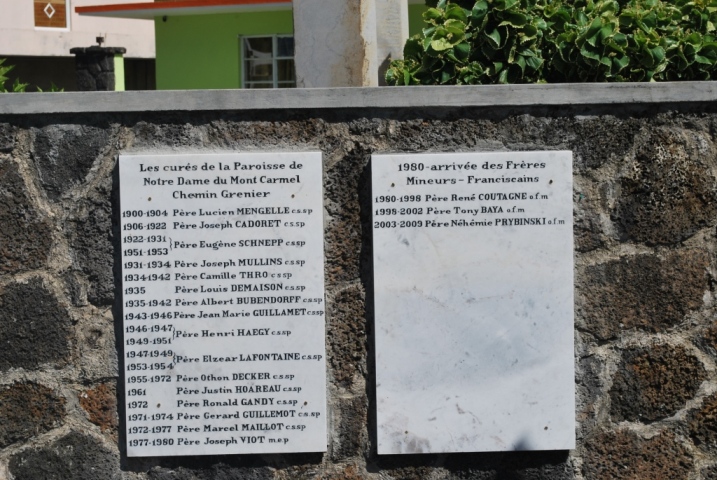 Les curés de la Paroisse de
Notre Dame du Mont Carmel
Chemin Grenier
1900-1904 Père Lucien MENGELLE c.s.sp
1906-1922 Père Joseph CADORET c.s.sp
1922-1931
1951-1953 } Père Eugène SCHNEPP c.s.sp
1931-1934 Père Joseph MULLINS c.s.sp
1934-1942 Père Camille THRO c.s.sp
1935 Père Louis DEMAISON c.s.sp
1935-1942 Père Albert BUBENDORFF c.s.sp
1943-1946 Père Jean Marie GUILLAMET c.s.sp
1946-1947
1949-1951 } Père Henri HAEGY c.s.sp
1947-1949
1953-1954 } Père Elzear LAFONTAINE c.s.sp
1955-1972 Père Othon DECKER c.s.sp
1961 Père Justin HOAREAU c.s.sp
1972 Père Ronald GANDY c.s.sp
1971-1974 Père Gerard GUILLEMOT c.s.sp
1972-1977 Père Marcel MAILLOT c.s.sp
1977-1980 Père Joseph VIOT m.e.p
1980-arrivée des Frères
Mineurs - Franciscains
1980-1998 Père René COUTAGNE o.f.m
1998-2002 Père Tony BAYA o.f.m
2003-2009 Père Néhémie PRYBINSKI o.f.m